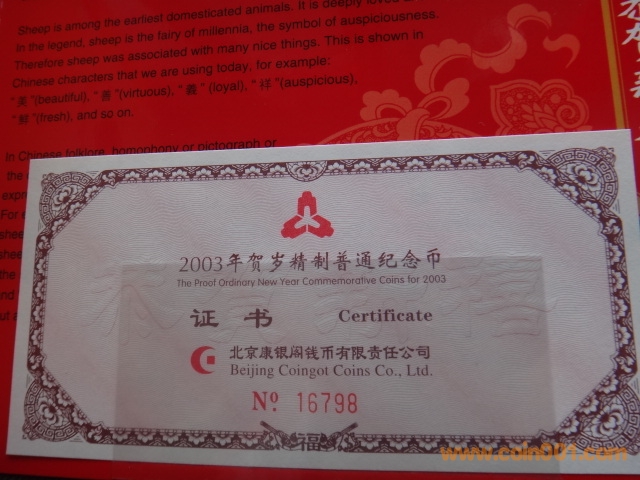 Sheep is among the earliest domesticated animals. It is deeply loved
In the legend, sheep is the fairy of millennia, the symbol of auspiciousness.
Therefore sheep was associated with many nice things. This is shown in
Chinese characters that we are using today, for example:
"美"(beautiful), "善"(virtuous), "羲"(loyal), "祥"(auspicious),
"鲜"(fresh), and so on.
In Chinese folklore, homophony or pictograph or
the
For
the
and
but
2003年贺岁精制普通纪念币
The Proof Ordinary New Year Commemorative Coins for 2003
证书 Certificate
北京康银阁钱币有限责任公司
Beijing Coingot Coins Co., Ltd.
No 16798
福
www.coin001.com